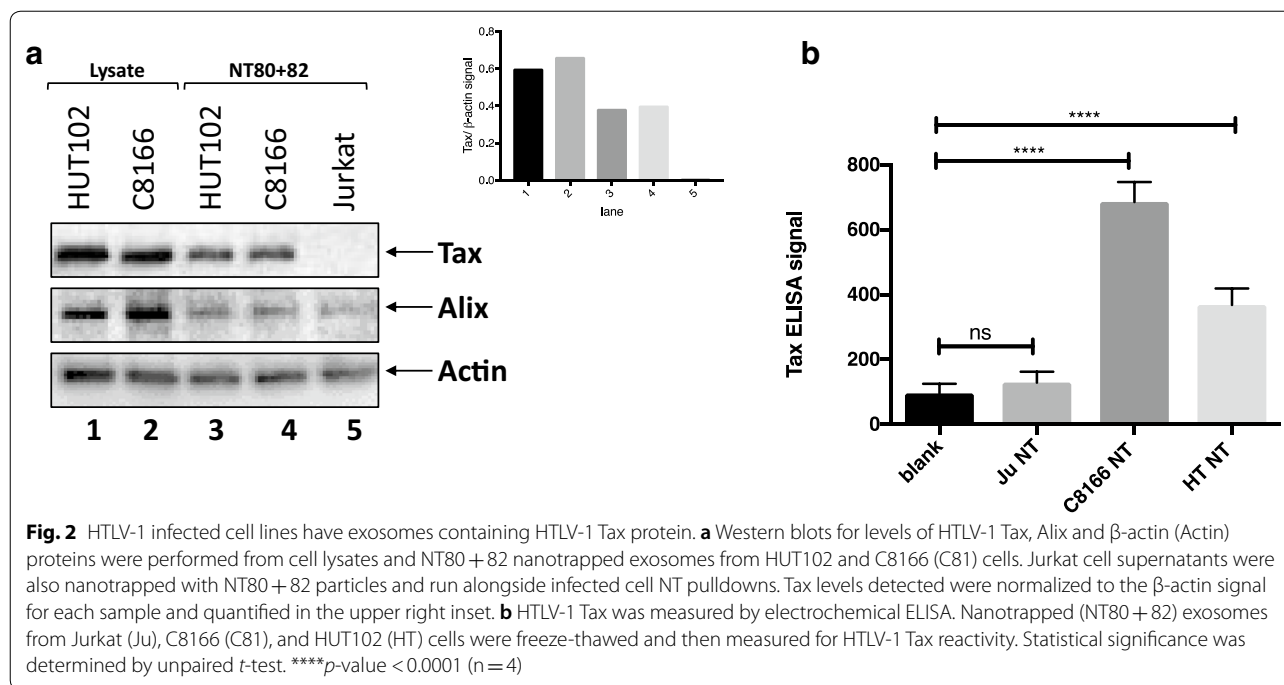 a
Lysate
NT80+82
HUT102
C8166
HUT102
C8166
Jurkat
Tax
Alix
Actin
1 2 3 4 5
Tax/ β-actin signal
0.8
0.6
0.4
0.2
0.0
1 2 3 4 5
lane
b
****
****
ns
Tax ELISA signal
800
600
400
200
0
blank
Ju NT
C8166 NT
HT NT
Fig. 2 HTLV-1 infected cell lines have exosomes containing HTLV-1 Tax protein. a Western blots for levels of HTLV-1 Tax, Alix and β-actin (Actin)
proteins were performed from cell lysates and NT80+82 nanotrapped exosomes from HUT102 and C8166 (C81) cells. Jurkat cell supernatants were
also nanotrapped with NT80+82 particles and run alongside infected cell NT pulldowns. Tax levels detected were normalized to the β-actin signal
for each sample and quantified in the upper right inset. b HTLV-1 Tax was measured by electrochemical ELISA. Nanotrapped (NT80+82) exosomes
from Jurkat (Ju), C8166 (C81), and HUT102 (HT) cells were freeze-thawed and then measured for HTLV-1 Tax reactivity. Statistical significance was
determined by unpaired t-test. ****p-value < 0.0001 (n=4)